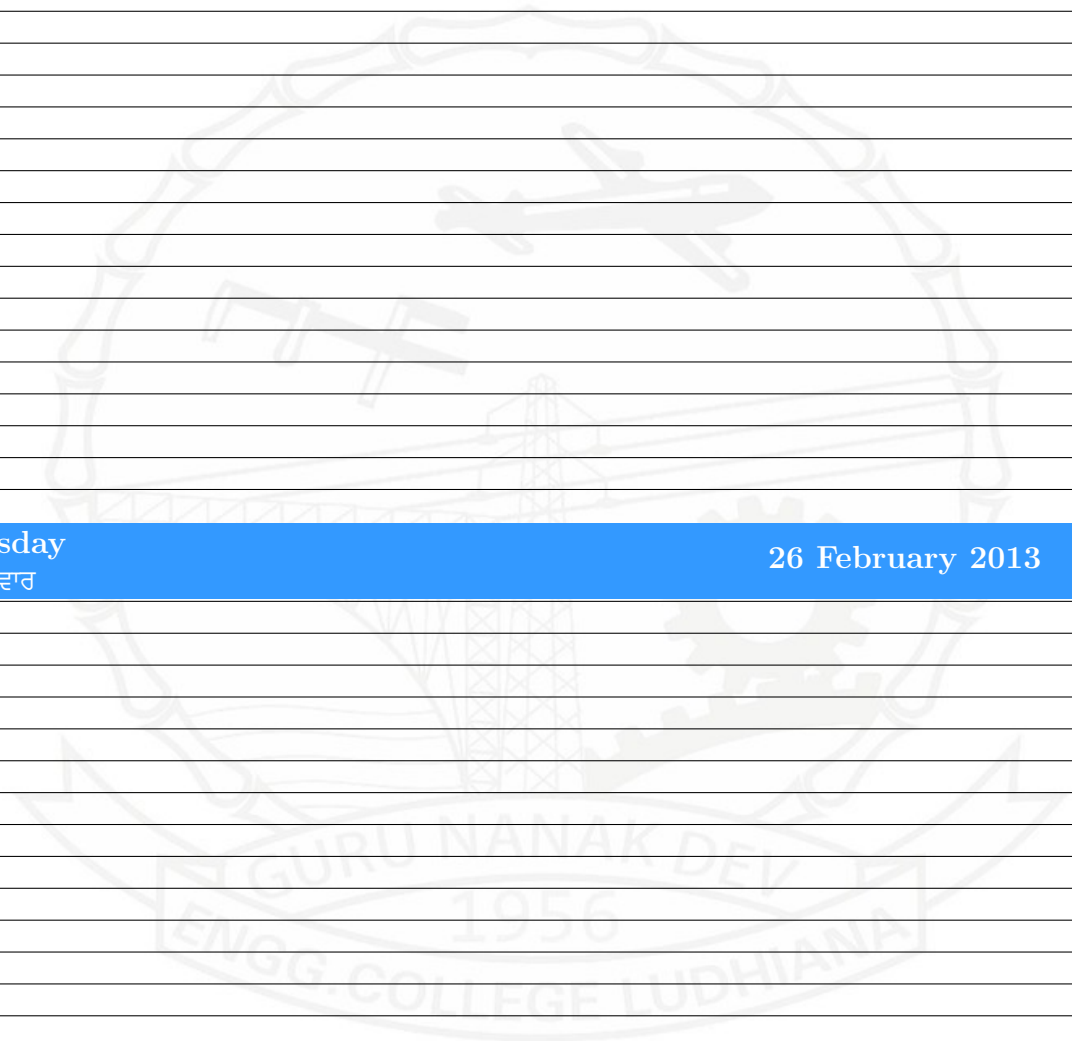 sday
26 February 2013
ਵਾਰ
GURU NANAK DEV
1956
ENGG. COLLEGE LUDHIANA